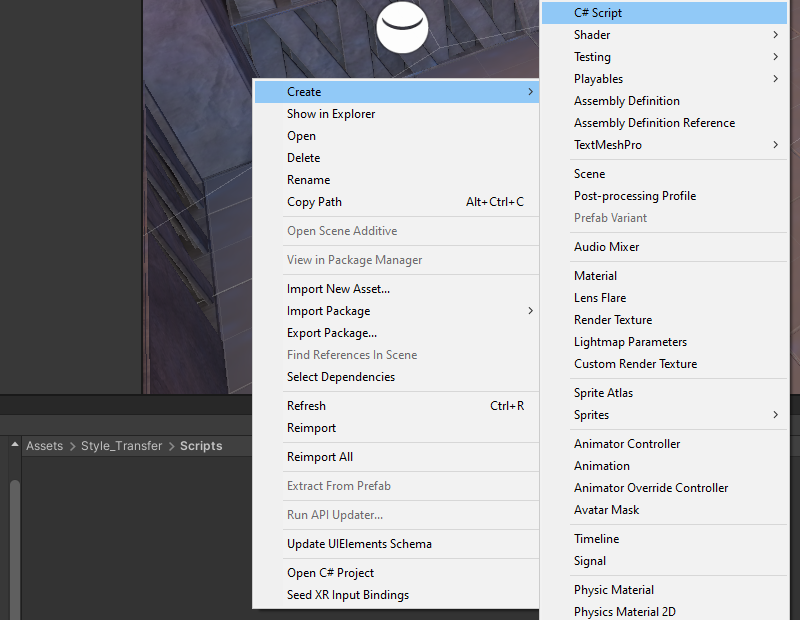 Create
Show in Explorer
Open
Delete
Rename
Copy Path Alt+Ctrl+C
Open Scene Additive
View in Package Manager
Import New Asset...
Import Package
Export Package...
Find References In Scene
Select Dependencies
Refresh Ctrl+R
Reimport
Reimport All
Extract From Prefab
Run API Updater...
Update UIElements Schema
Open C# Project
Seed XR Input Bindings
C# Script
Shader
Testing
Playables
Assembly Definition
Assembly Definition Reference
TextMeshPro
Scene
Post-processing Profile
Prefab Variant
Audio Mixer
Material
Lens Flare
Render Texture
Lightmap Parameters
Custom Render Texture
Sprite Atlas
Sprites
Animator Controller
Animation
Animator Override Controller
Avatar Mask
Timeline
Signal
Physic Material
Physics Material 2D
Assets > Style_Transfer > Scripts